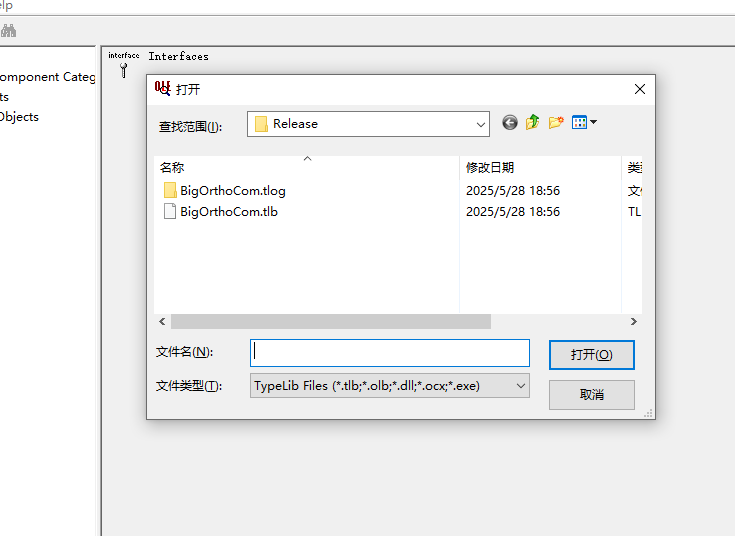 elp
omponent Categ
ts
Objects
interface
Interfaces
打开
查找范围(I):
Release
名称
修改日期
类
BigOrthoCom.tlog
2025/5/28 18:56
文
BigOrthoCom.tlb
2025/5/28 18:56
TL
文件名(N):
打开(O)
文件类型(T):
TypeLib Files (*.tlb;*.olb;*.dll;*.ocx;*.exe)
取消